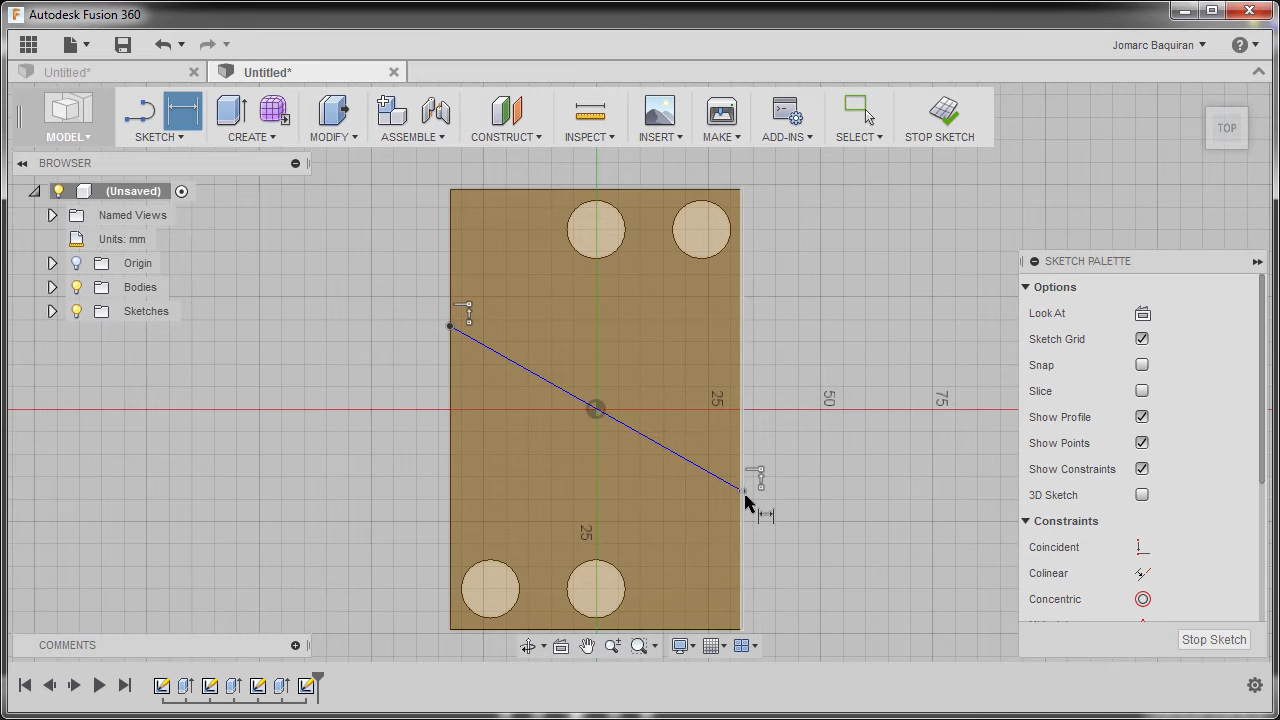 Autodesk Fusion 360
Jomarc Baquiran
Untitled*
Untitled*
MODEL
SKETCH
CREATE
MODIFY
ASSEMBLE
CONSTRUCT
INSPECT
INSERT
MAKE
ADD-INS
SELECT
STOP SKETCH
TOP
BROWSER
(Unsaved)
Named Views
Units: mm
Origin
Bodies
Sketches
25
50
75
25
SKETCH PALETTE
Options
Look At
Sketch Grid
Snap
Slice
Show Profile
Show Points
Show Constraints
3D Sketch
Constraints
Coincident
Colinear
Concentric
Stop Sketch
COMMENTS